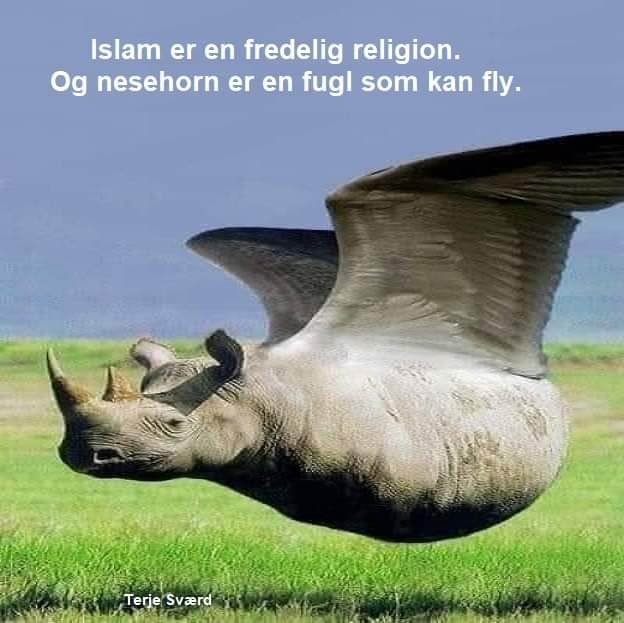 Islam er en fredelig religion.
Og nesehorn er en fugl som kan fly.
Terje Sværd